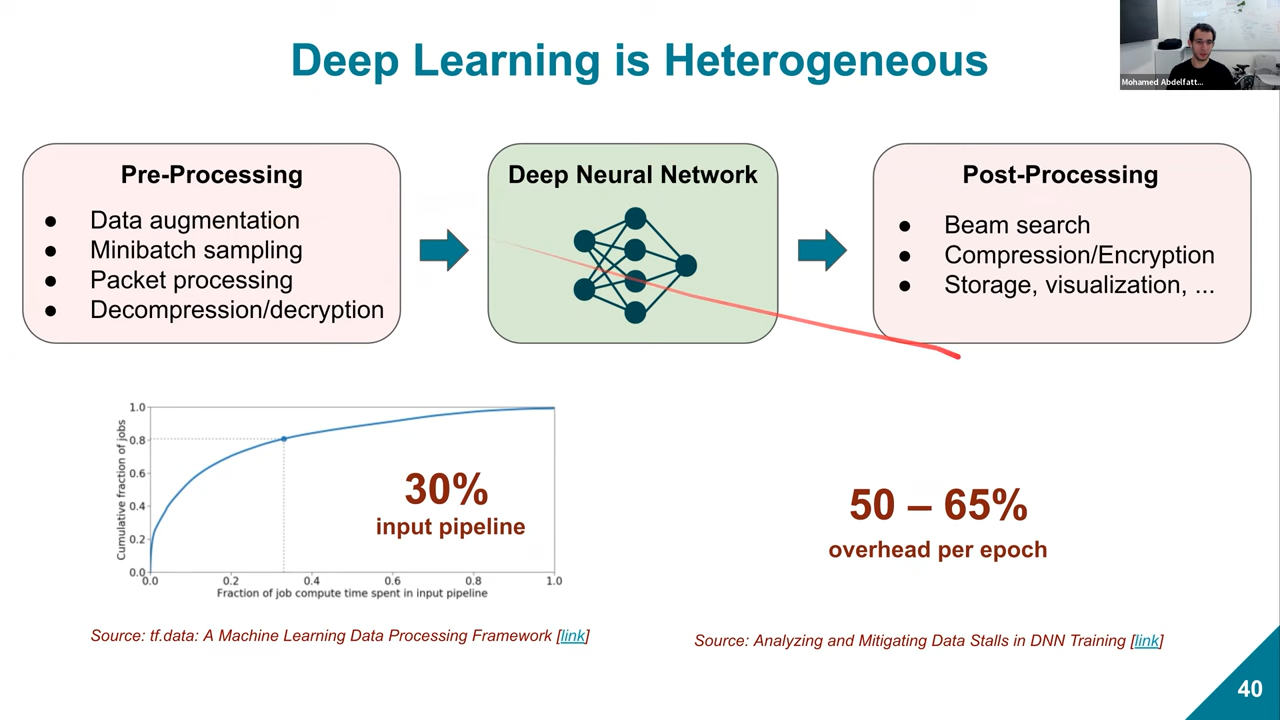 Deep Learning is Heterogeneous
Mohamed Abdelfatt...
Pre-Processing
● Data augmentation
● Minibatch sampling
● Packet processing
● Decompression/decryption
Deep Neural Network
Post-Processing
● Beam search
● Compression/Encryption
● Storage, visualization, ...
Cumulative fraction of jobs
1.0
0.8
0.6
0.4
0.2
0.0
0.0 0.2 0.4 0.6 0.8 1.0
Fraction of job compute time spent in input pipeline
30%
input pipeline
Source: tf.data: A Machine Learning Data Processing Framework [link]
50 – 65%
overhead per epoch
Source: Analyzing and Mitigating Data Stalls in DNN Training [link]
40